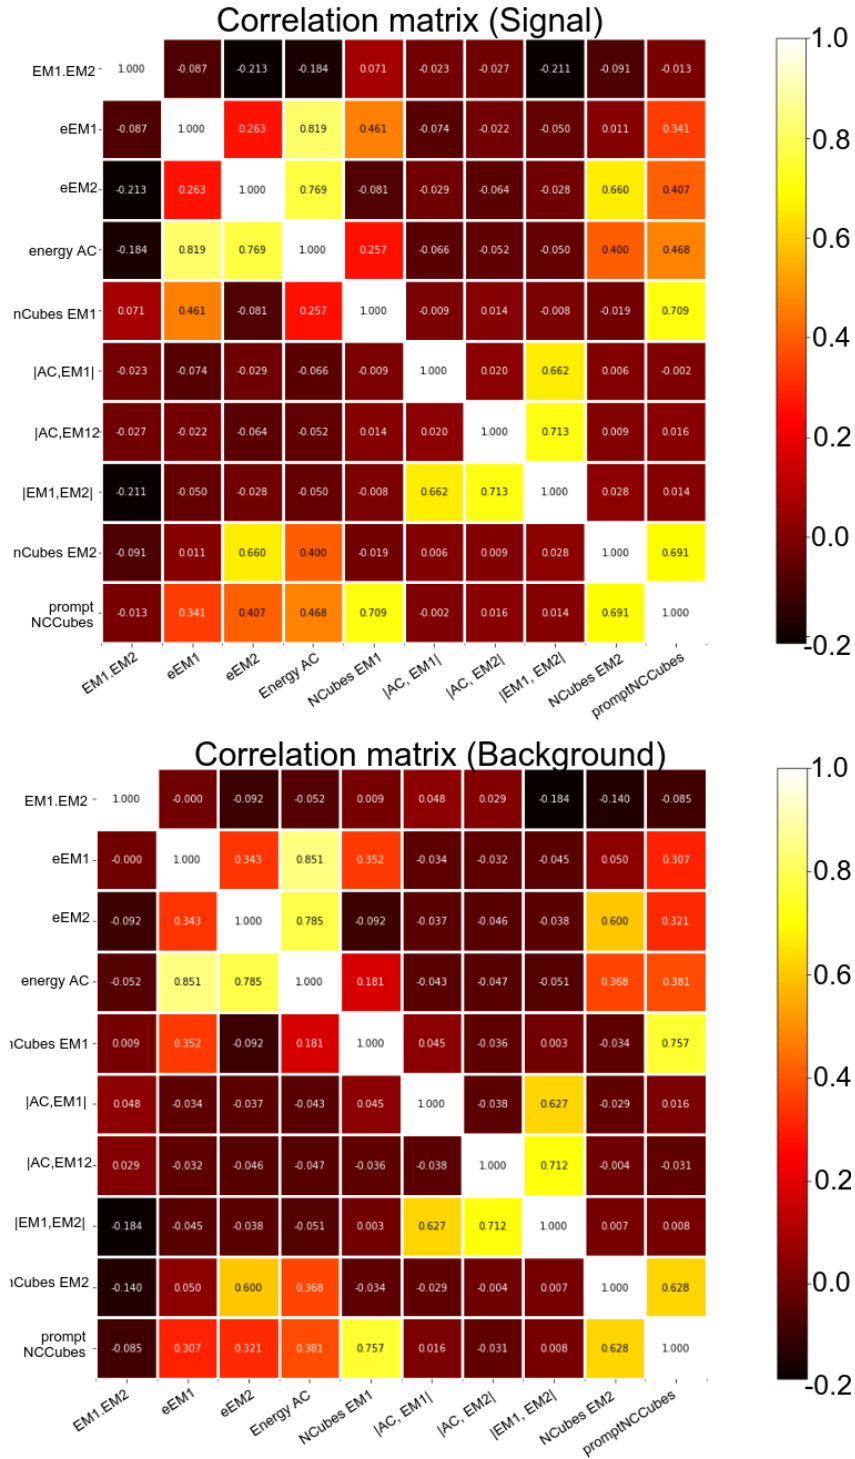 Correlation matrix (Signal)
EM1.EM2 1.000 -0.087 -0.213 -0.184 0.071 -0.023 -0.027 -0.211 -0.091 -0.013
eEM1 -0.087 1.000 0.263 0.819 0.461 -0.074 -0.022 -0.050 0.011 0.341
eEM2 -0.213 0.263 1.000 0.769 -0.081 -0.029 -0.064 -0.028 0.660 0.407
energy AC -0.184 0.819 0.769 1.000 0.257 -0.066 -0.052 -0.050 0.400 0.468
nCubes EM1 0.071 0.461 -0.081 0.257 1.000 -0.009 0.014 -0.008 -0.019 0.709
|AC,EM1| -0.023 -0.074 -0.029 -0.066 -0.009 1.000 0.020 0.662 0.006 -0.002
|AC,EM12 -0.027 -0.022 -0.064 -0.052 0.014 0.020 1.000 0.713 0.009 0.016
|EM1,EM2| -0.211 -0.050 -0.028 -0.050 -0.008 0.662 0.713 1.000 0.028 0.014
nCubes EM2 -0.091 0.011 0.660 0.400 -0.019 0.006 0.009 0.028 1.000 0.691
prompt
NCCubes -0.013 0.341 0.407 0.468 0.709 -0.002 0.016 0.014 0.691 1.000
EM1.EM2 eEM1 eEM2 Energy AC NCubes EM1 |AC, EM1| |AC, EM2| |EM1, EM2| NCubes EM2 promptNCCubes
1.0
0.8
0.6
0.4
0.2
0.0
-0.2
Correlation matrix (Background)
EM1.EM2 1.000 -0.000 -0.092 -0.052 0.009 0.048 0.029 -0.184 -0.140 -0.085
eEM1 -0.000 1.000 0.343 0.851 0.352 -0.034 -0.032 -0.045 0.050 0.307
eEM2 -0.092 0.343 1.000 0.785 -0.092 -0.037 -0.046 -0.038 0.600 0.321
energy AC -0.052 0.851 0.785 1.000 0.181 -0.043 -0.047 -0.051 0.368 0.381
nCubes EM1 0.009 0.352 -0.092 0.181 1.000 0.045 -0.036 0.003 -0.034 0.757
|AC,EM1| 0.048 -0.034 -0.037 -0.043 0.045 1.000 -0.038 0.627 -0.029 0.016
|AC,EM12 0.029 -0.032 -0.046 -0.047 -0.036 -0.038 1.000 0.712 -0.004 -0.031
|EM1,EM2| -0.184 -0.045 -0.038 -0.051 0.003 0.627 0.712 1.000 0.007 0.008
nCubes EM2 -0.140 0.050 0.600 0.368 -0.034 -0.029 -0.004 0.007 1.000 0.628
prompt
NCCubes -0.085 0.307 0.321 0.381 0.757 0.016 -0.031 0.008 0.628 1.000
EM1.EM2 eEM1 eEM2 Energy AC NCubes EM1 |AC, EM1| |AC, EM2| |EM1, EM2| NCubes EM2 promptNCCubes
1.0
0.8
0.6
0.4
0.2
0.0
-0.2